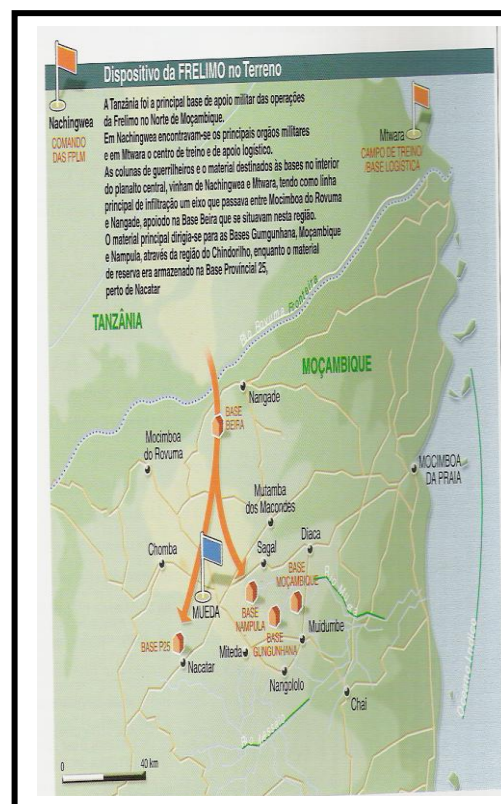 Dispositivo da FRELIMO no Terreno
Nachingwea
COMANDO
DAS FPLM
A Tanzânia foi a principal base de apoio militar das operações
da Frelimo no Norte de Moçambique.
Em Nachingwea encontravam-se os principais orgãos militares
e em Mtwara o centro de treino e de apoio logístico.
As colunas de guerrilheiros e o material destinados às bases no interior
do planalto central, vinham de Nachingwea e Mtwara, tendo como linha
principal de infiltração um eixo que passava entre Mocimboa do Rovuma
e Nangade, apoiodo na Base Beira que se situavam nesta região.
O material principal dirigia-se para as Bases Gumgunhana, Moçambique
e Nampula, através da região do Chindorilho, enquanto o material
de reserva era armazenado na Base Provincial 25,
perto de Nacatar
Mtwara
CAMPO DE TREINO/
BASE LOGISTICA
TANZÂNIA
Rio Rovuma Fronteira
MOÇAMBIQUE
Nangade
BASE
BEIRA
Mocimboa
do Rovuma
MOCIMBOA
DA PRAIA
Mutamba
dos Macondes
Chomba
Sagal
Diaca
BASE
MOÇAMBIQUE
MUEDA
BASE
NAMPULA
BASE
GUNGUNHANA
Muidumbe
BASE P25
Nacatar
Miteda
Nangololo
Chai
0 40 km